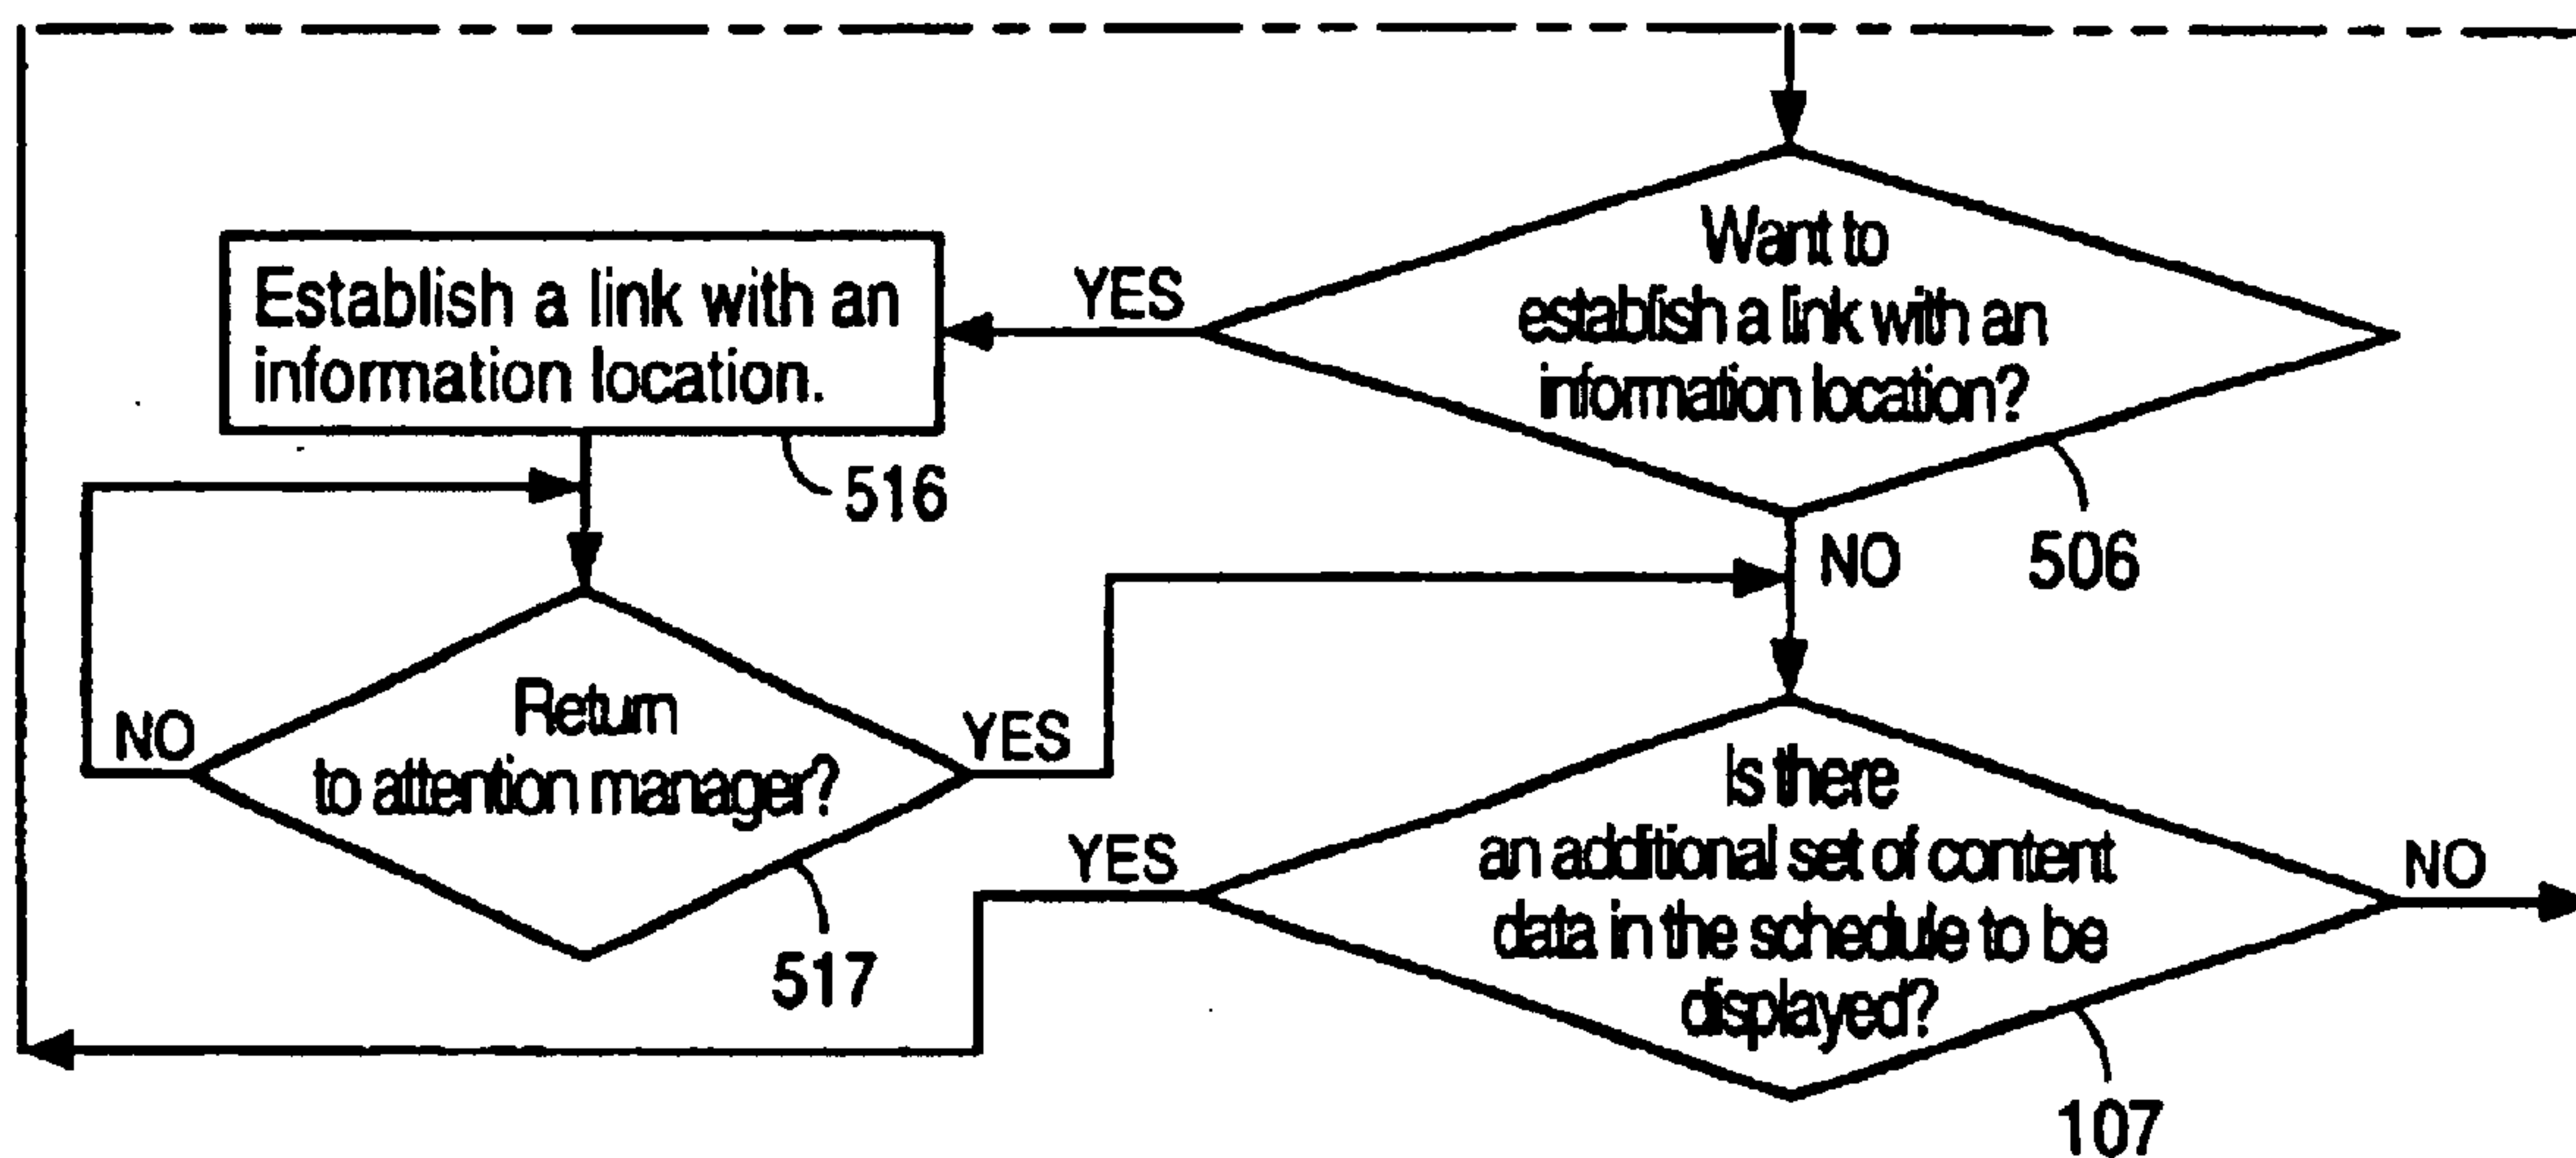 Want to
establish a link with an
information location?
506
YES
Establish a link with an
information location.
516
NO
Return
to attention manager?
517
NO
YES
Is there
an additional set of content
data in the schedule to be
displayed?
107
YES
NO